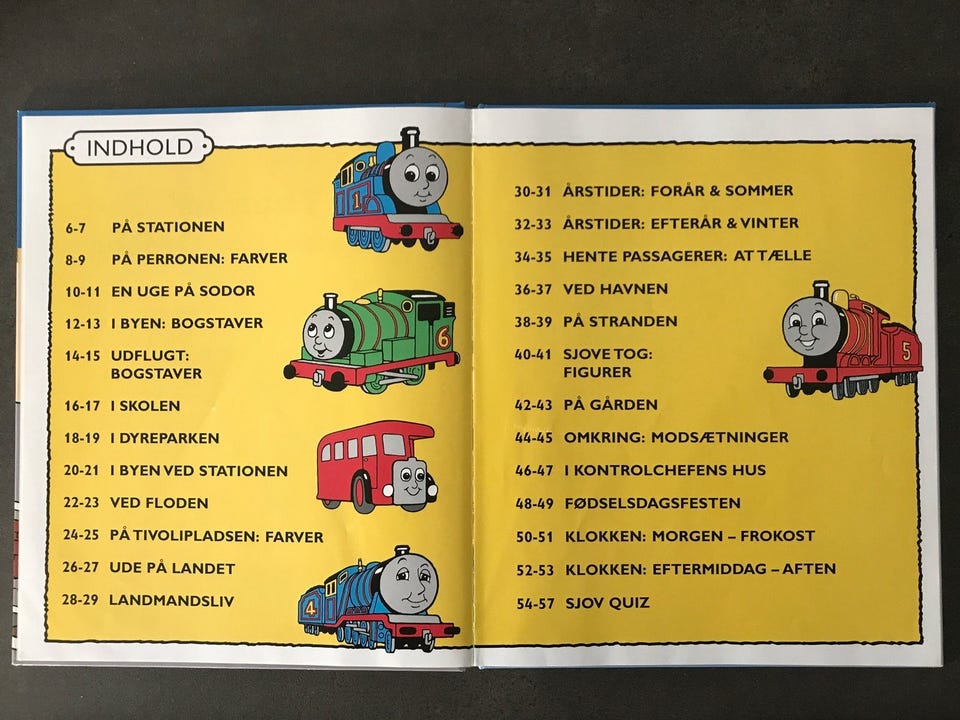 INDHOLD
6-7 PÅ STATIONEN
8-9 PÅ PERRONEN: FARVER
10-11 EN UGE PÅ SODOR
12-13 I BYEN: BOGSTAVER
14-15 UDFLUGT:
BOGSTAVER
16-17 I SKOLEN
18-19 I DYREPARKEN
20-21 I BYEN VED STATIONEN
22-23 VED FLODEN
24-25 PÅ TIVOLIPLADSEN: FARVER
26-27 UDE PÅ LANDET
28-29 LANDMANDSLIV
1
6
4
30-31 ÅRSTIDER: FORÅR & SOMMER
32-33 ÅRSTIDER: EFTERÅR & VINTER
34-35 HENTE PASSAGERER: AT TÆLLE
36-37 VED HAVNEN
38-39 PÅ STRANDEN
40-41 SJOVE TOG:
FIGURER
42-43 PÅ GÅRDEN
44-45 OMKRING: MODSÆTNINGER
46-47 I KONTROLCHEFENS HUS
48-49 FØDSELSDAGSFESTEN
50-51 KLOKKEN: MORGEN – FROKOST
52-53 KLOKKEN: EFTERMIDDAG – AFTEN
54-57 SJOV QUIZ
5